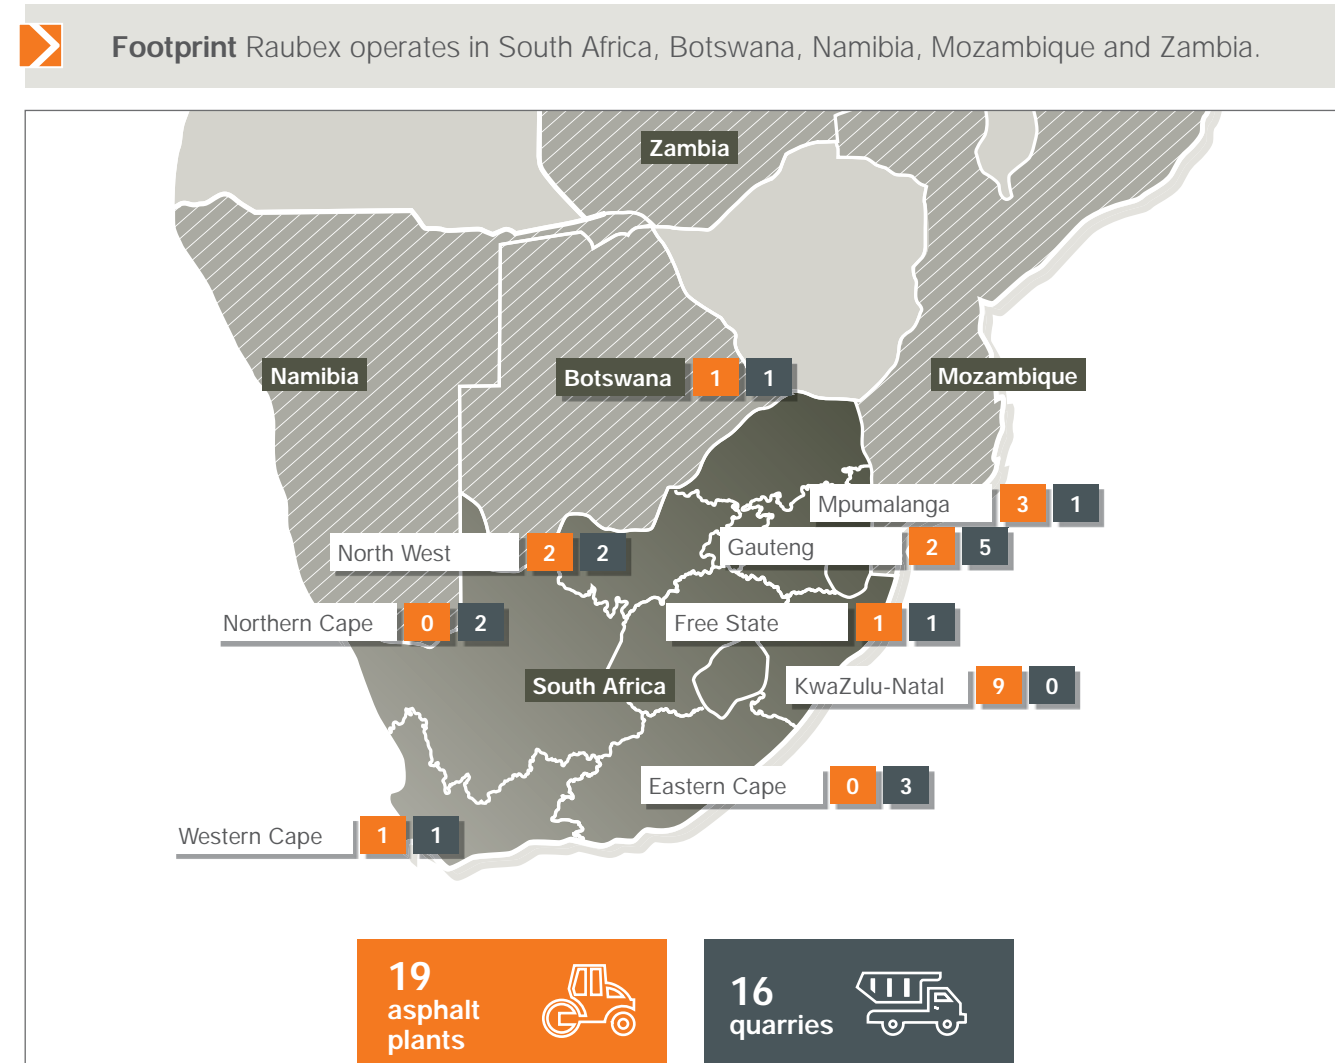 Footprint Raubex operates in South Africa, Botswana, Namibia, Mozambique and Zambia.
Zambia
Namibia
Botswana 1 1
Mozambique
Mpumalanga 3 1
North West 2 2
Gauteng 2 5
Northern Cape 0 2
Free State 1 1
South Africa
KwaZulu-Natal 9 0
Eastern Cape 0 3
Western Cape 1 1
19
asphalt
plants
16
quarries